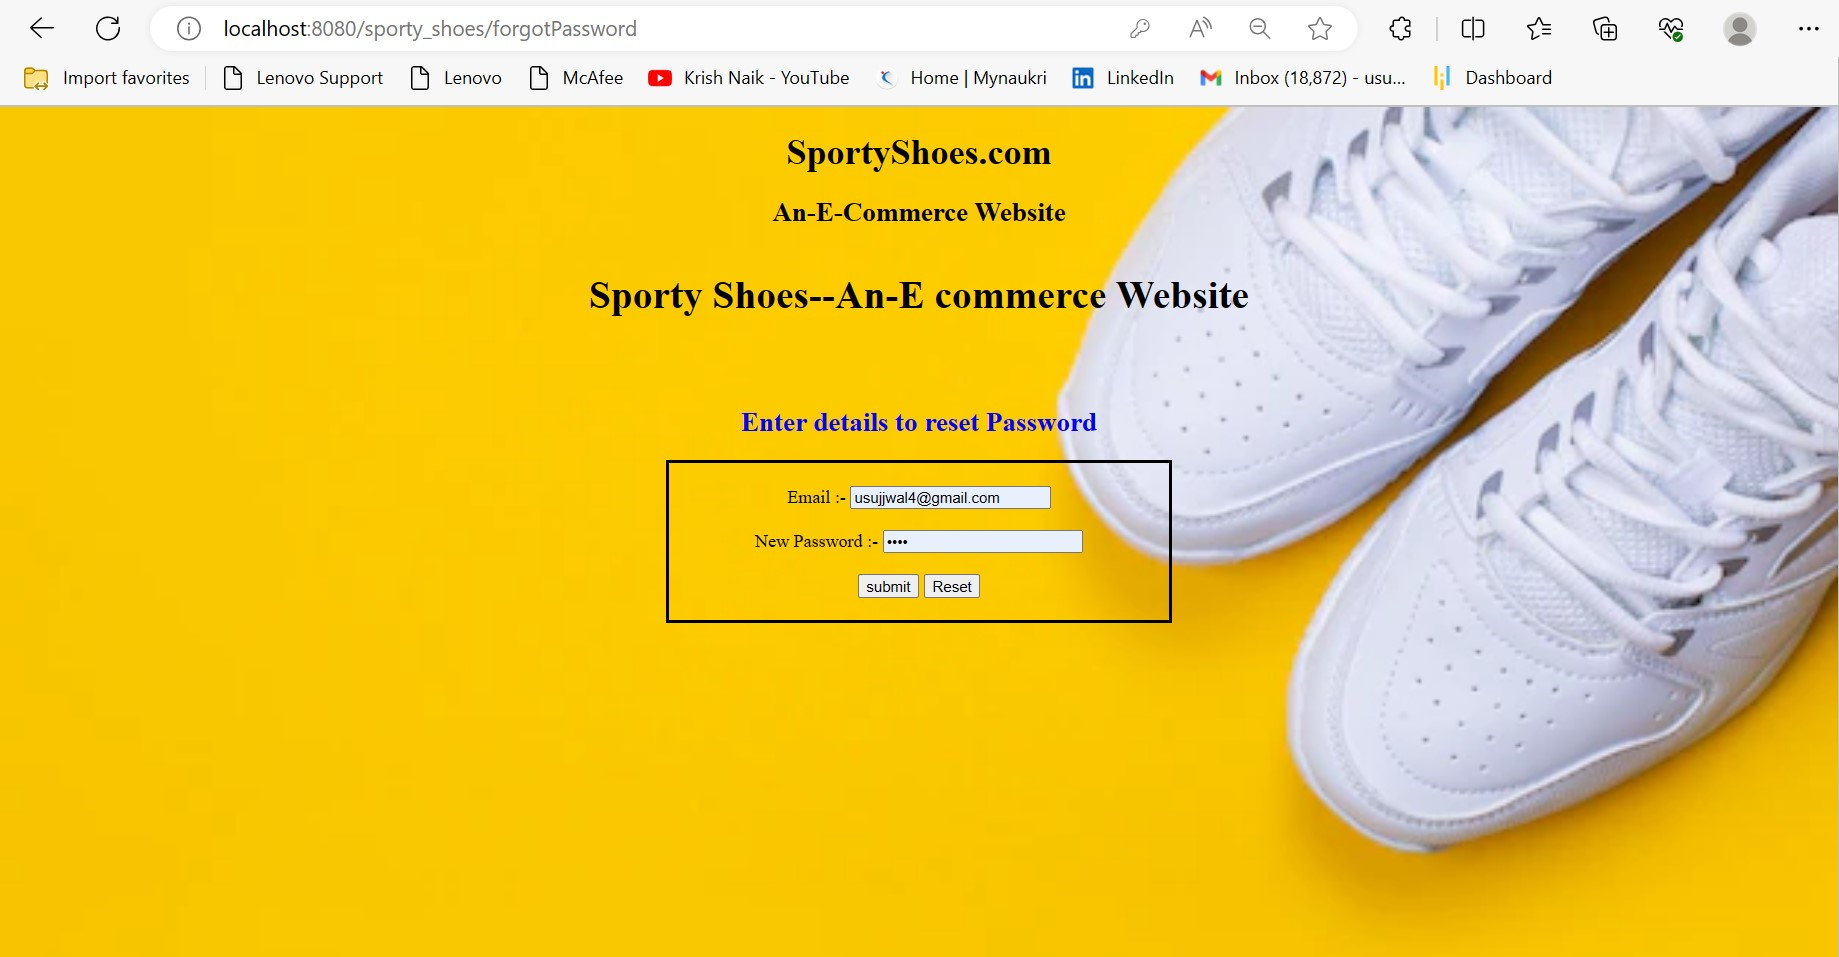 localhost:8080/sporty_shoes/forgotPassword
Import favorites Lenovo Support Lenovo McAfee Krish Naik - YouTube Home | Mynaukri LinkedIn Inbox (18,872) - usu... Dashboard
SportyShoes.com
An-E-Commerce Website
Sporty Shoes--An-E commerce Website
Enter details to reset Password
Email :- usujjwal4@gmail.com
New Password :- ••••
submit Reset